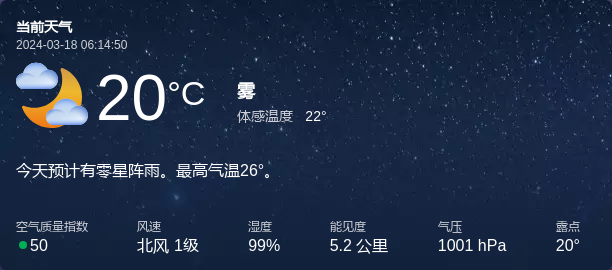 当前天气
2024-03-18 06:14:50
20°C
雾
体感温度 22°
今天预计有零星阵雨。最高气温26°。
空气质量指数 风速 湿度 能见度 气压 露点
50 北风 1级 99% 5.2 公里 1001 hPa 20°